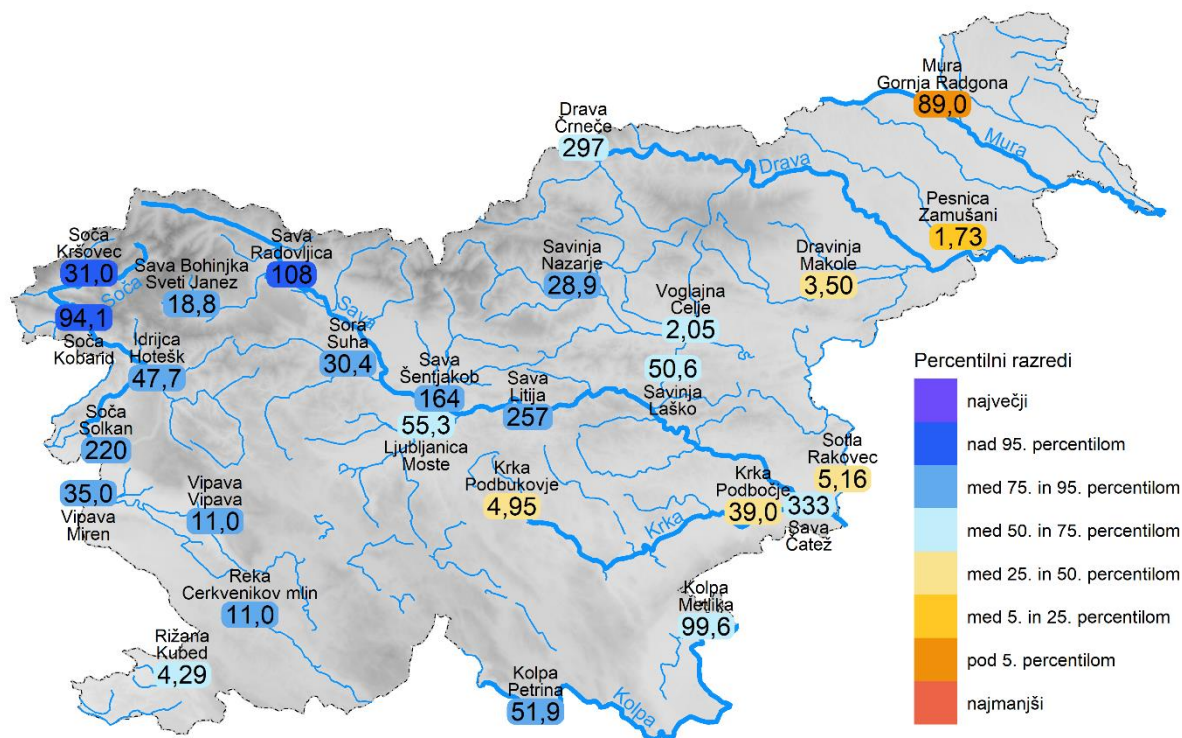 Mura
Gornja Radgona
89,0
Mura
Drava
Črneče
297
Drava
Pesnica
Zamušani
1,73
Soča
Kršovec
31,0
Sava Bohinjka
Sveti Janez
18,8
Sava
Radovljica
108
Savinja
Nazarje
28,9
Dravinja
Makole
3,50
Soča
94,1
Soča
Kobarid
Idrijca
Hotešk
47,7
Sava
Sora
Suha
30,4
Voglajna
Celje
2,05
Sava
Šentjakob
164
Sava
Litija
257
50,6
Savinja
Laško
55,3
Ljubljanica
Moste
Soča
Solkan
220
35,0
Vipava
Miren
Vipava
Vipava
11,0
Krka
Podbukovje
4,95
Krka
Krka
Podbočje
39,0
Sotla
Rakovec
5,16
333
Sava
Čatež
Reka
Cerkvenikov mlin
11,0
Kolpa
Metlika
99,6
Rižana
Kubed
4,29
Kolpa
Petrina
51,9
Kolpa
Percentilni razredi
največji
nad 95. percentilom
med 75. in 95. percentilom
med 50. in 75. percentilom
med 25. in 50. percentilom
med 5. in 25. percentilom
pod 5. percentilom
najmanjši